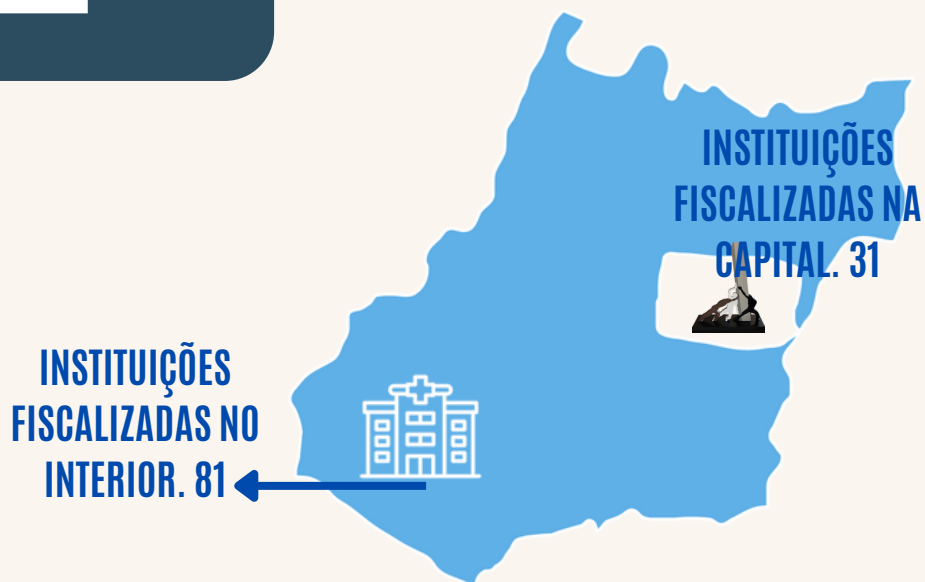 INSTITUIÇÕES
FISCALIZADAS NA
CAPITAL. 31
INSTITUIÇÕES
FISCALIZADAS NO
INTERIOR. 81